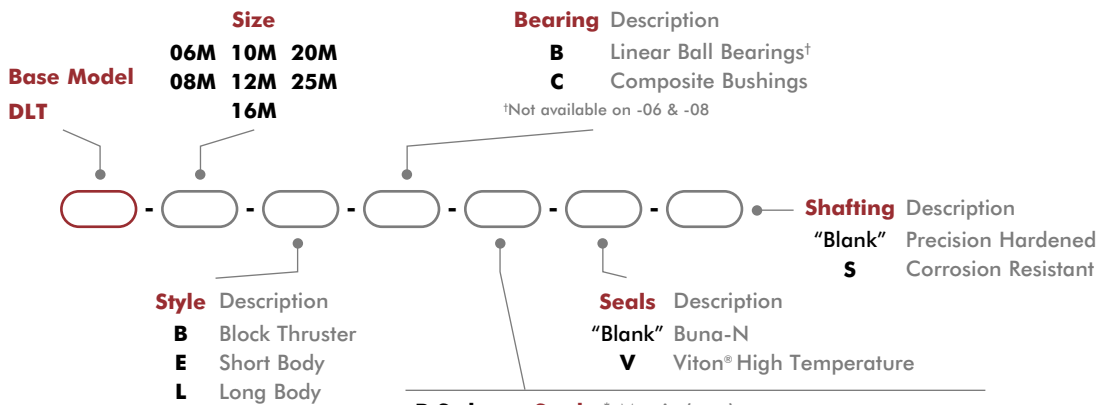 Size
06M 10M 20M
08M 12M 25M
16M
Base Model
DLT
Bearing Description
B Linear Ball Bearings†
C Composite Bushings
†Not available on -06 & -08
- - - - - -
Shafting Description
"Blank" Precision Hardened
S Corrosion Resistant
Style Description
B Block Thruster
E Short Body
L Long Body
Seals Description
"Blank" Buna-N
V Viton® High Temperature